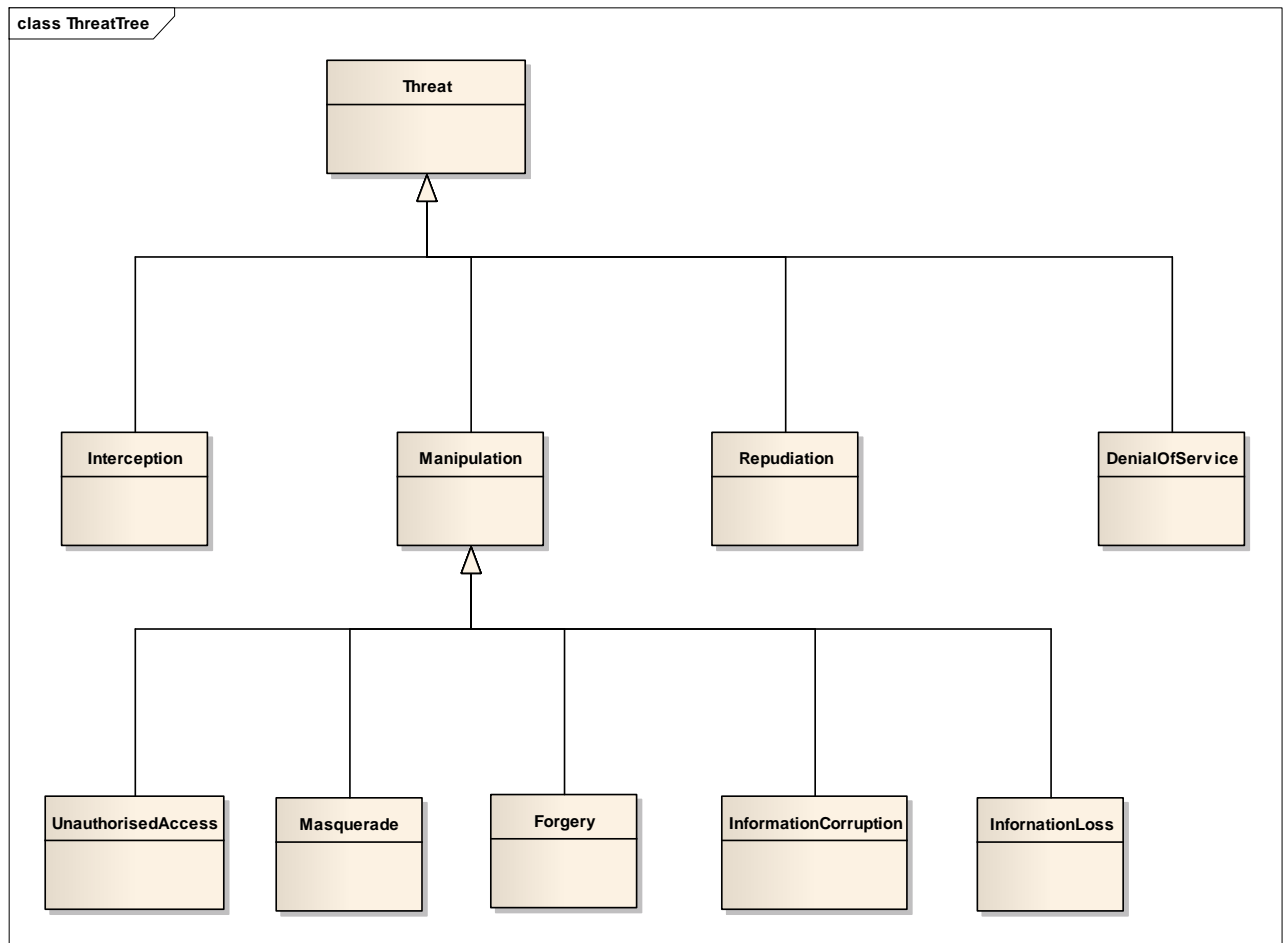 class ThreatTree
Threat
Interception
Manipulation
Repudiation
DenialOfService
UnauthorisedAccess
Masquerade
Forgery
InformationCorruption
InfornationLoss